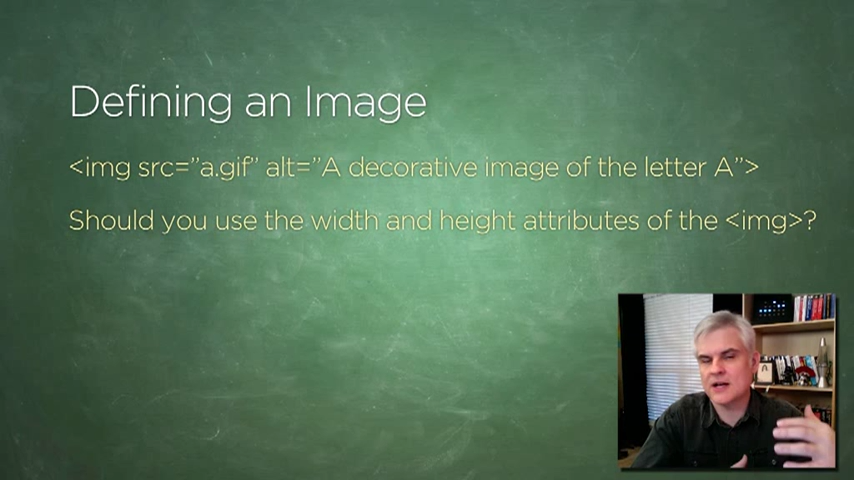 Defining an Image
<img src=”a.gif” alt=”A decorative image of the letter A”>
Should you use the width and height attributes of the <img>?